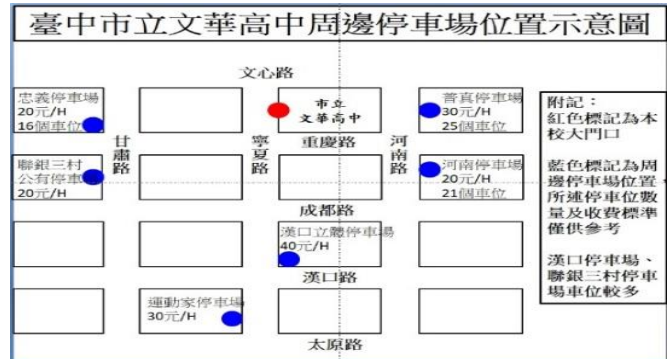 臺中市立文華高中周邊停車場位置示意圖
文心路
忠義停車場
20元/H
16個車位
甘肅路
寧夏路
市立
文華高中
重慶路
河南路
普真停車場
30元/H
25個車位
聯銀三村
公有停車場
20元/H
河南停車場
20元/H
21個車位
成都路
漢口立體停車場
40元/H
漢口路
運動家停車場
30元/H
太原路
附記：
紅色標記為本
校大門口
藍色標記為周
邊停車場位置，
所述停車位數
量及收費標準
僅供參考
漢口停車場、
聯銀三村停車
場車位較多